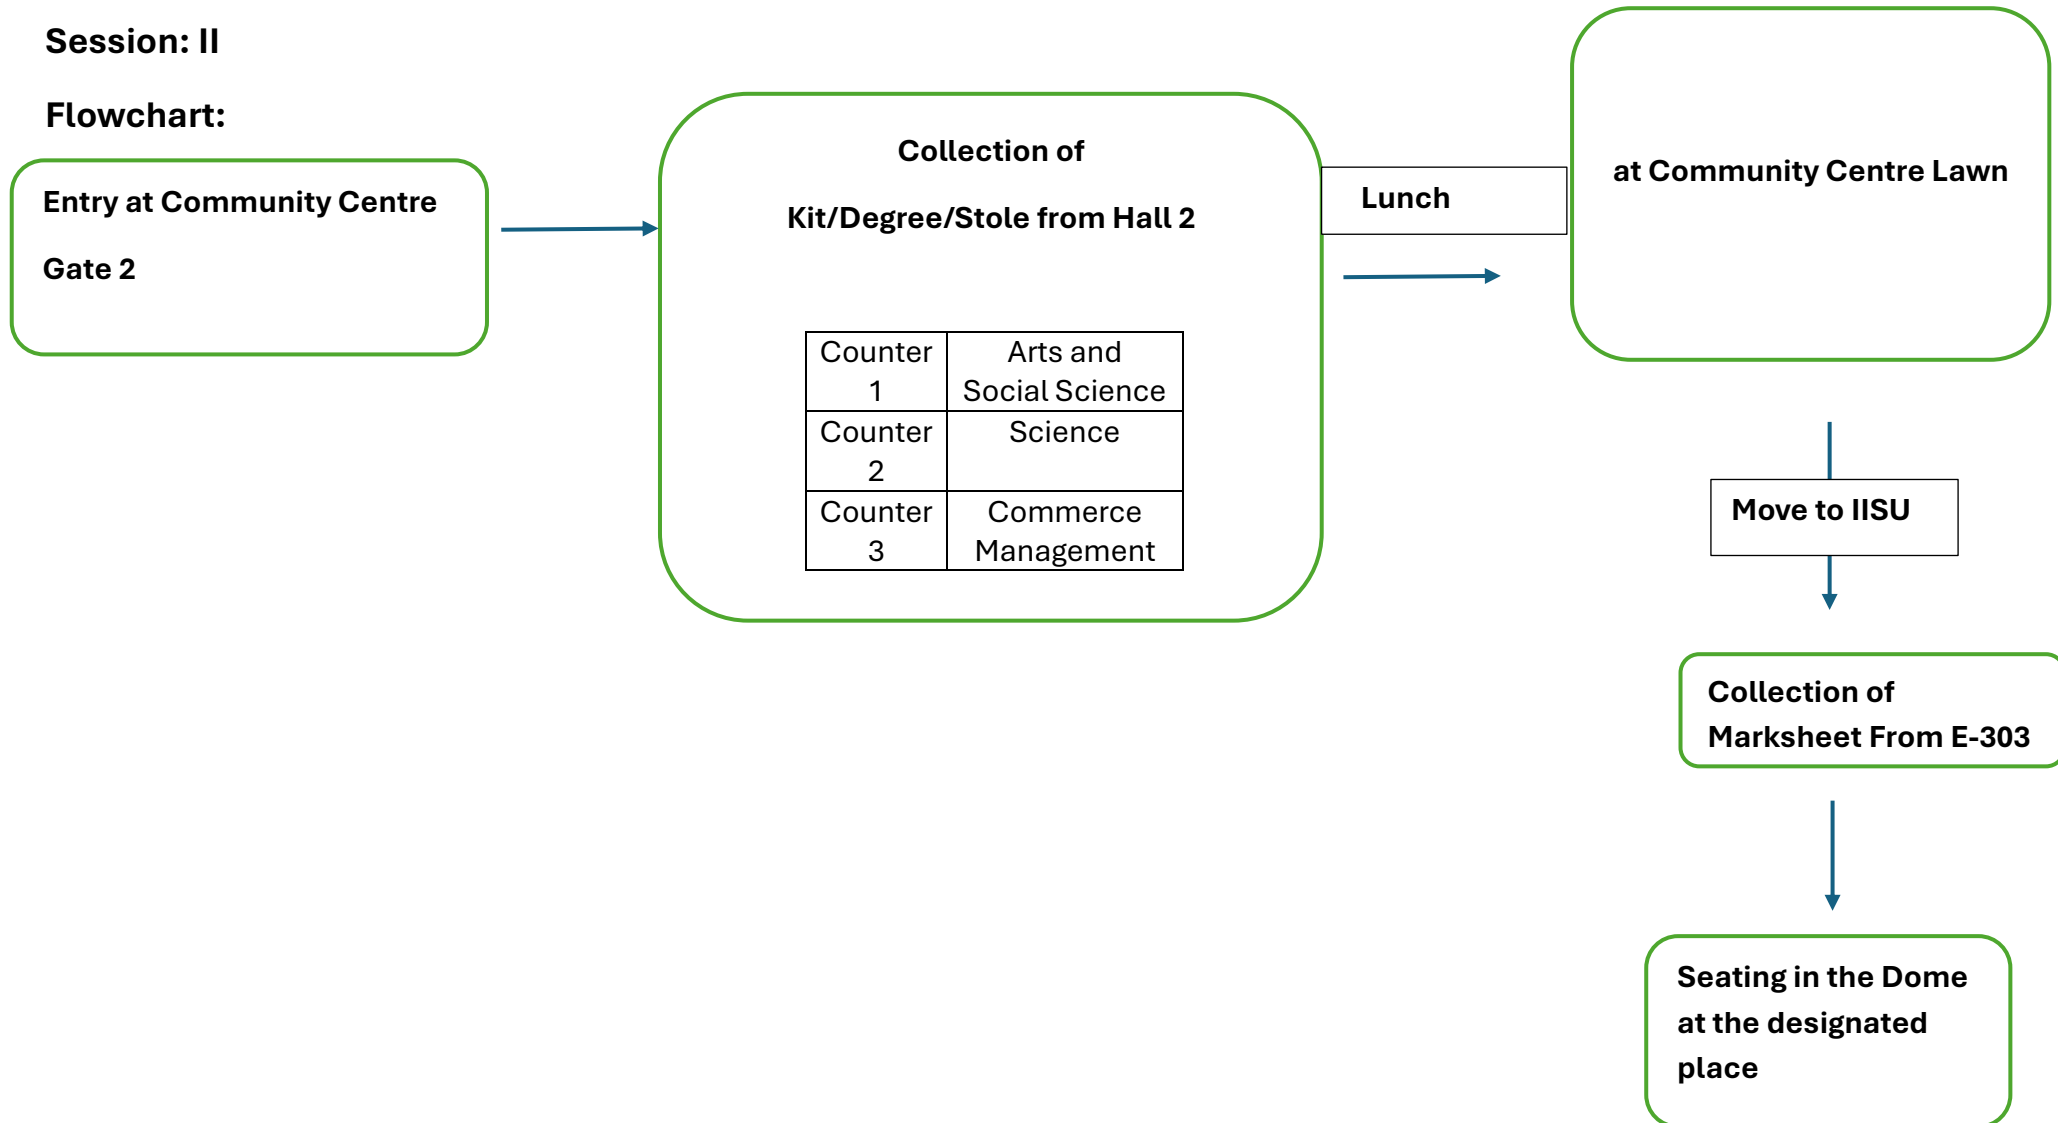 Session: II
Flowchart:
Entry at Community Centre
Gate 2
Collection of
Kit/Degree/Stole from Hall 2
Counter
1
Arts and
Social Science
Counter
2
Science
Counter
3
Commerce
Management
Lunch
at Community Centre Lawn
Move to IISU
Collection of
Marksheet From E-303
Seating in the Dome
at the designated
place